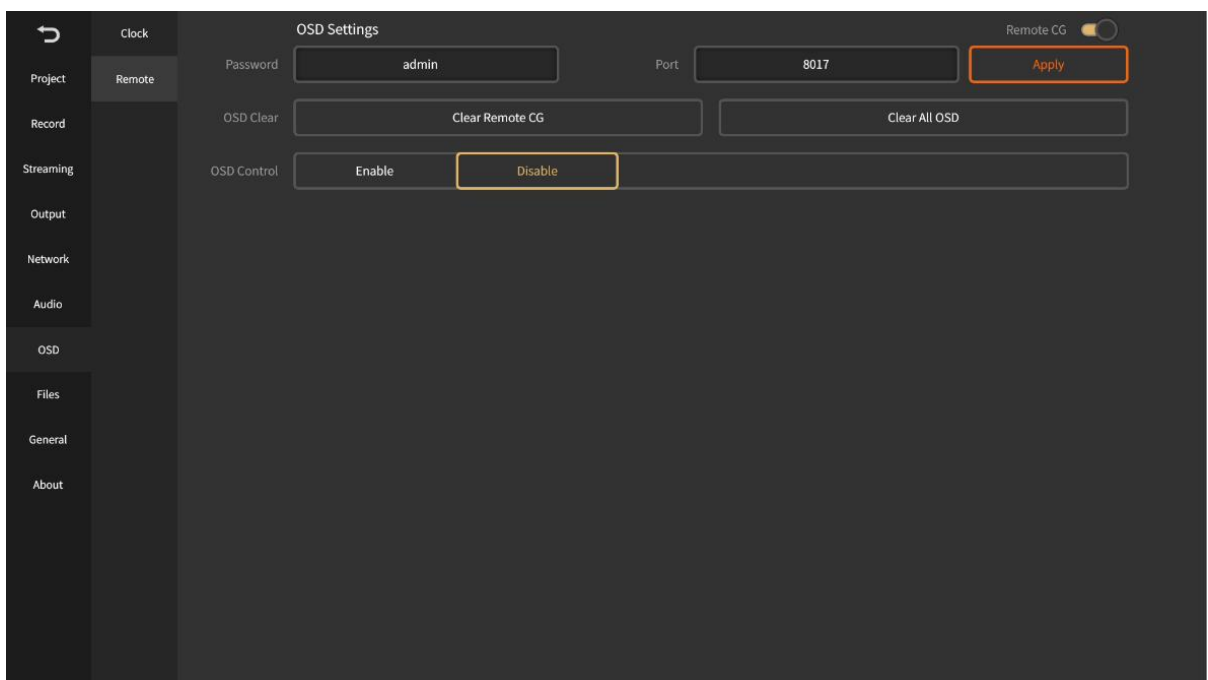 OSD Settings
Remote CG
Clock
Password
admin
Port
8017
Apply
Project
Remote
Record
OSD Clear
Clear Remote CG
Clear All OSD
Streaming
OSD Control
Enable
Disable
Output
Network
Audio
OSD
Files
General
About